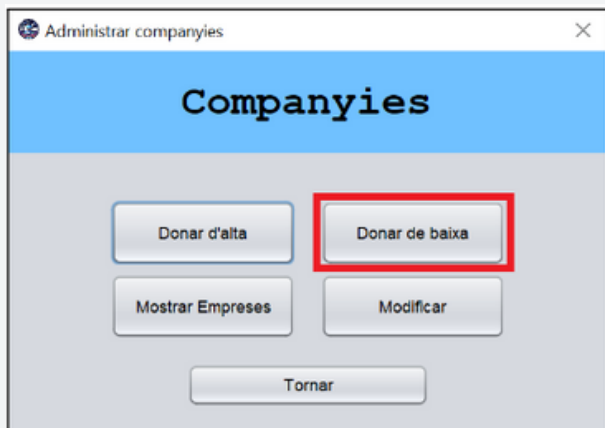 Administrar companyies
Companyies
Donar d'alta
Donar de baixa
Mostrar Empreses
Modificar
Tornar